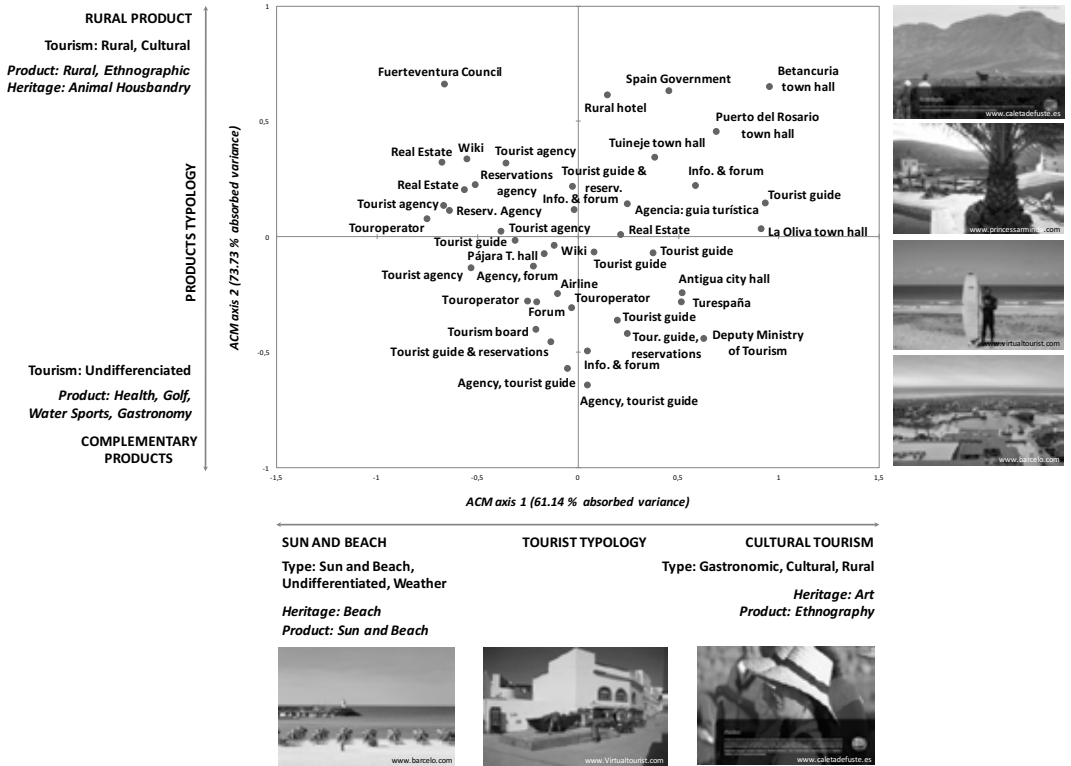 RURAL PRODUCT
Tourism: Rural, Cultural
Product: Rural, Ethnographic
Heritage: Animal Housbandry
PRODUCTS TYPOLOGY
Tourism: Undifferenciated
Product: Health, Golf,
Water Sports, Gastronomy
COMPLEMENTARY
PRODUCTS
ACM axis 2 (73.73 % absorbed variance)
1
0,5
0
-0,5
-1
Fuerteventura Council
Spain Government
Betancuria
town hall
Rural hotel
Puerto del Rosario
town hall
Tuineje town hall
Real Estate
Wiki
Tourist agency
Reservations
agency
Tourist guide &
reserv.
Info. & forum
Real Estate
Tourist guide
Tourist agency
Reserv. Agency
Info. & forum
Agencia: guia turística
Touroperator
Tourist agency
Real Estate
La Oliva town hall
Tourist guide
Wiki
Tourist guide
Pájara T. hall
Tourist guide
Tourist agency
Agency, forum
Antigua city hall
Airline
Touroperator
Touroperator
Turespaña
Forum
Tourist guide
Tourism board
Tour. guide,
reservations
Deputy Ministry
of Tourism
Tourist guide & reservations
Info. & forum
Agency, tourist guide
Agency, tourist guide
-1
-0,5
0
0,5
1
1,5
ACM axis 1 (61.14 % absorbed variance)
SUN AND BEACH
Type: Sun and Beach,
Undifferentiated, Weather
Heritage: Beach
Product: Sun and Beach
TOURIST TYPOLOGY
CULTURAL TOURISM
Type: Gastronomic, Cultural, Rural
Heritage: Art
Product: Ethnography
www.caletadefuste.es
www.virtualtourist.com
www.barcelo.com
www.barcelo.com
www.Virtualtourist.com
www.caletadefuste.es